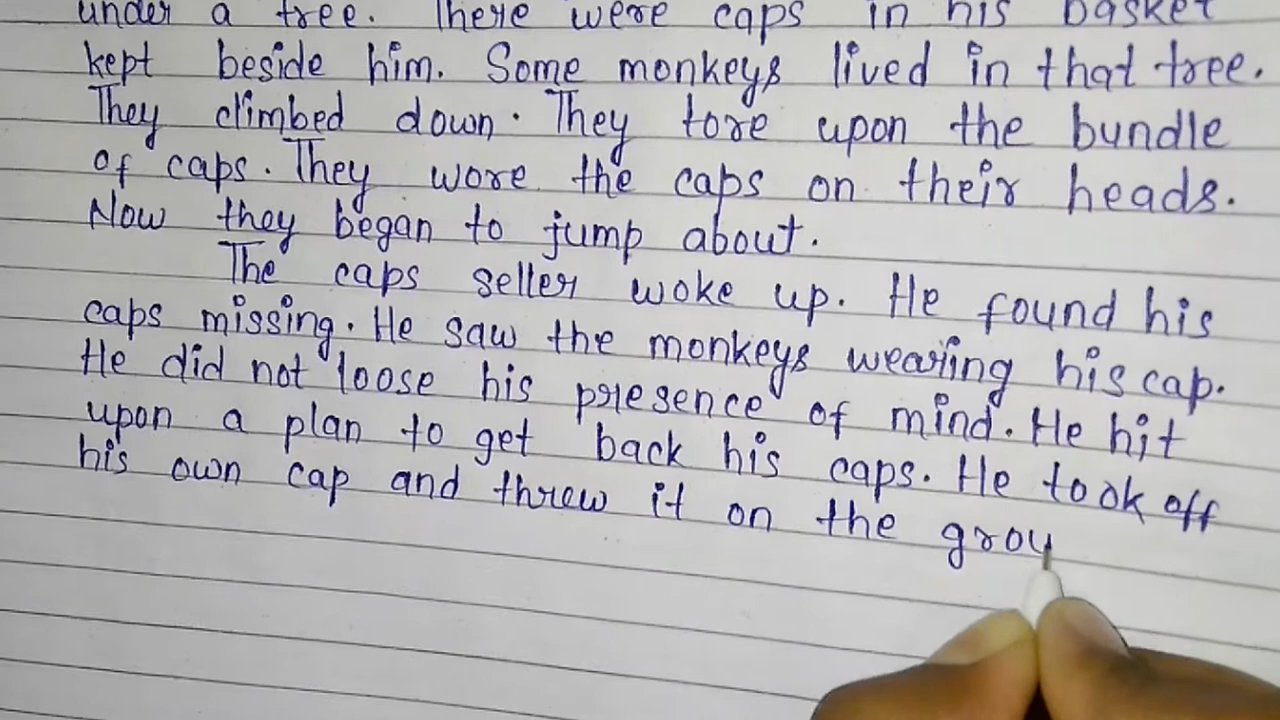 under a tree. There were caps in his basket
kept beside him. Some monkeys lived in that tree.
They climbed down. They tore upon the bundle
of caps. They wore the caps on their heads.
Now they began to jump about.
The caps seller woke up. He found his
caps missing. He saw the monkeys wearing his cap.
He did not loose his presence of mind. He hit
upon a plan to get back his caps. He took off
his own cap and threw it on the grou